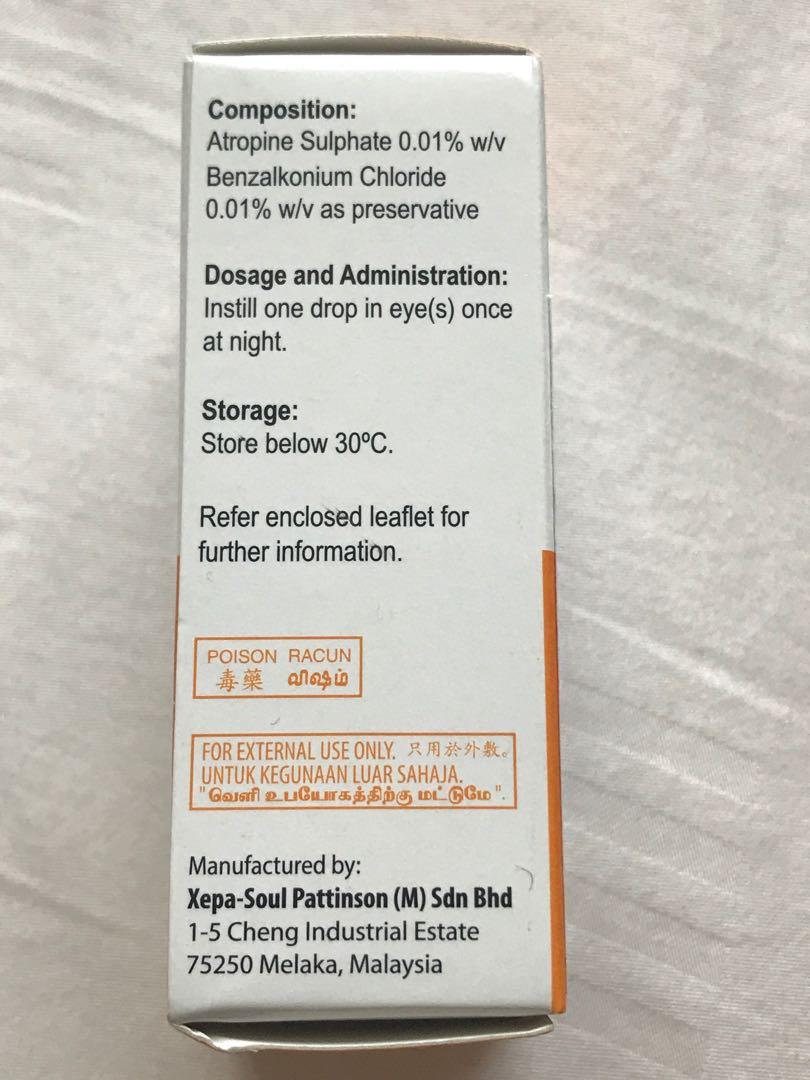 Composition:
Atropine Sulphate 0.01% w/v
Benzalkonium Chloride
0.01% w/v as preservative
Dosage and Administration:
Instill one drop in eye(s) once
at night.
Storage:
Store below 30ºC.
Refer enclosed leaflet for
further information.
POISON RACUN
毒藥 விஷம்
FOR EXTERNAL USE ONLY. 只用於外敷。
UNTUK KEGUNAAN LUAR SAHAJA.
"வெளி உபயோகத்திற்கு மட்டுமே".
Manufactured by:
Xepa-Soul Pattinson (M) Sdn Bhd
1-5 Cheng Industrial Estate
75250 Melaka, Malaysia